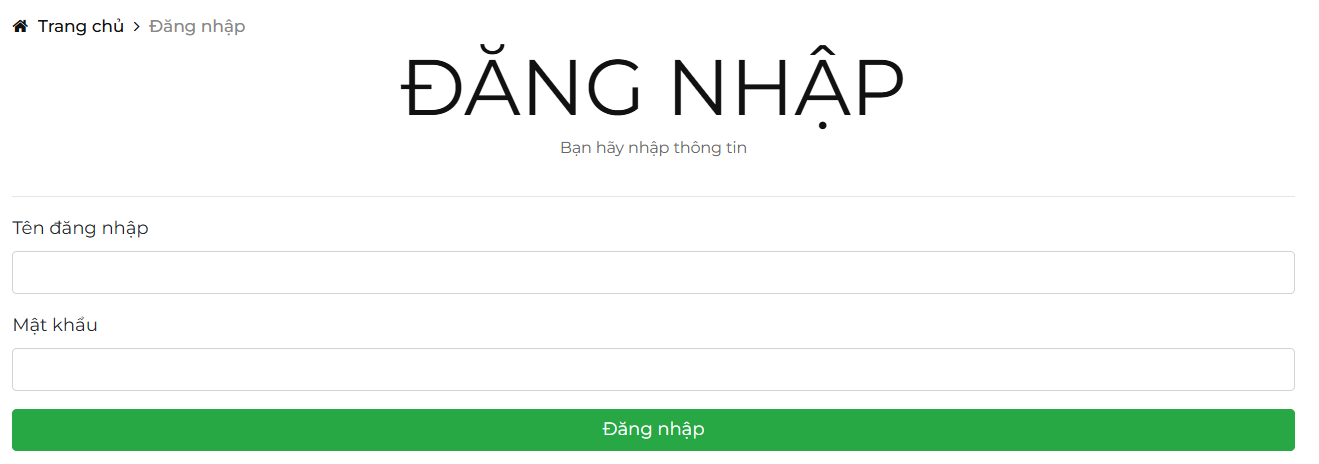 Trang chủ > Đăng nhập
ĐĂNG NHẬP
Bạn hãy nhập thông tin
Tên đăng nhập
Mật khẩu
Đăng nhập